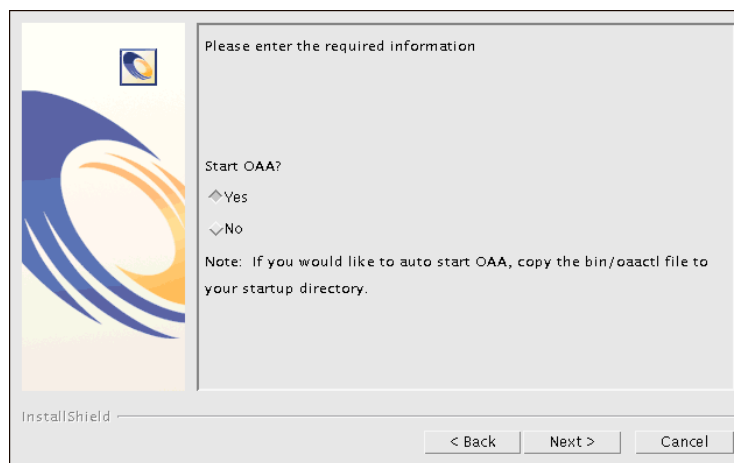 Please enter the required information
Start OAA?
Yes
No
Note: If you would like to auto start OAA, copy the bin/oaactl file to
your startup directory.
InstallShield
< Back
Next >
Cancel